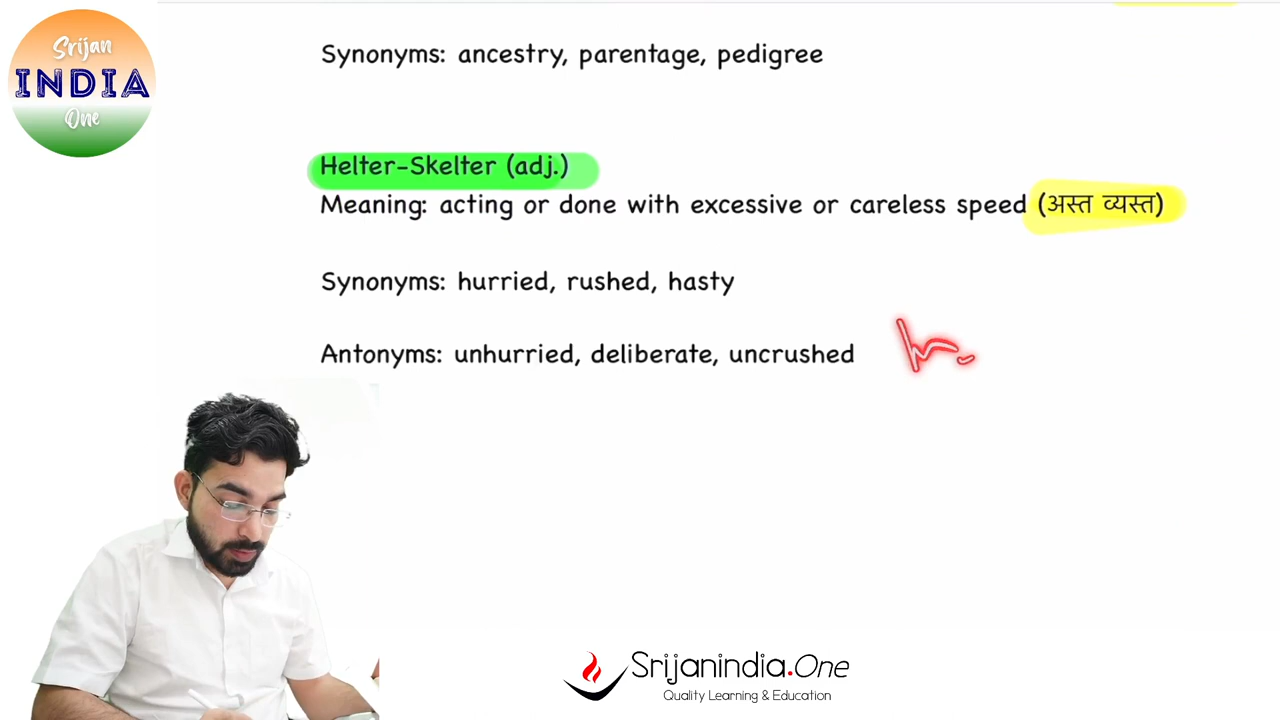 Srijan
INDIA
One
Synonyms: ancestry, parentage, pedigree
Helter-Skelter (adj.)
Meaning: acting or done with excessive or careless speed (अस्त व्यस्त)
Synonyms: hurried, rushed, hasty
Antonyms: unhurried, deliberate, uncrushed
Srijanindia.One
Quality Learning & Education